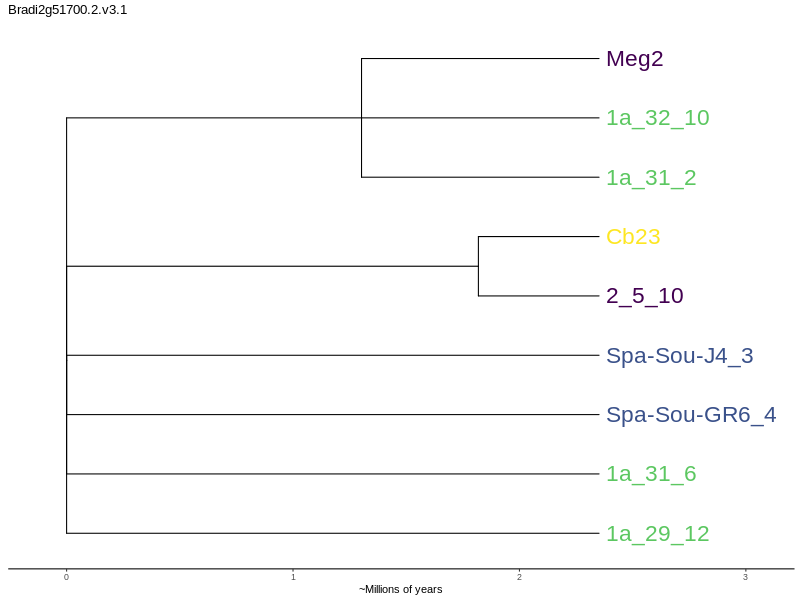 Bradi2g51700.2.v3.1
Meg2
1a_32_10
1a_31_2
Cb23
2_5_10
Spa-Sou-J4_3
Spa-Sou-GR6_4
1a_31_6
1a_29_12
0 1 2 3
~Millions of years